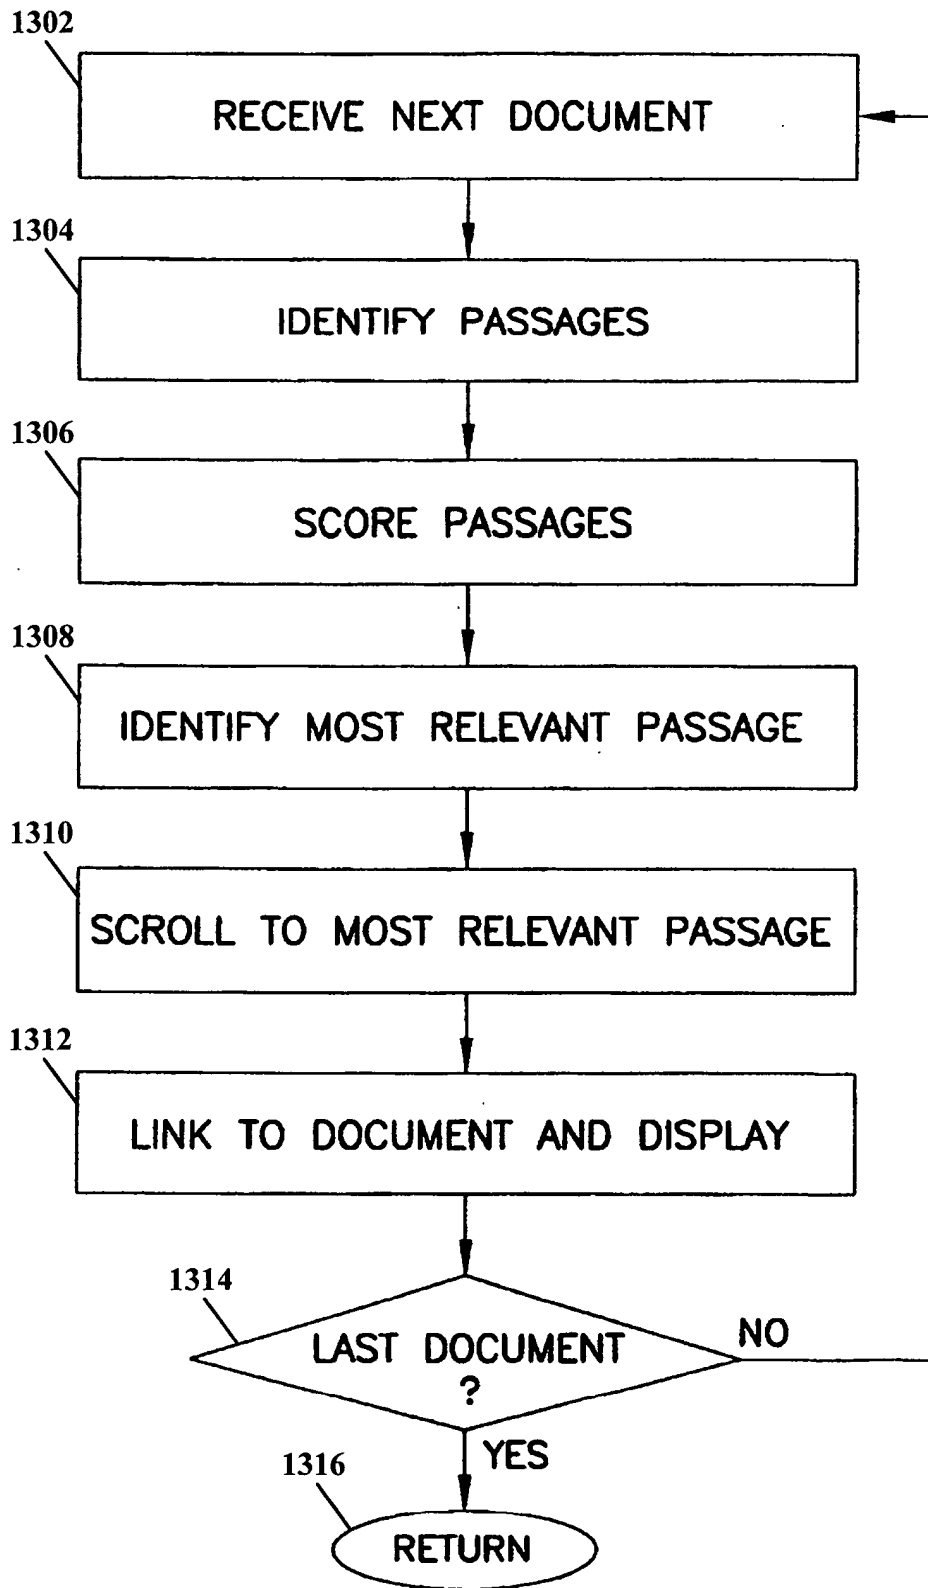 1302
RECEIVE NEXT DOCUMENT
1304
IDENTIFY PASSAGES
1306
SCORE PASSAGES
1308
IDENTIFY MOST RELEVANT PASSAGE
1310
SCROLL TO MOST RELEVANT PASSAGE
1312
LINK TO DOCUMENT AND DISPLAY
1314
LAST DOCUMENT
?
NO
YES
1316
RETURN